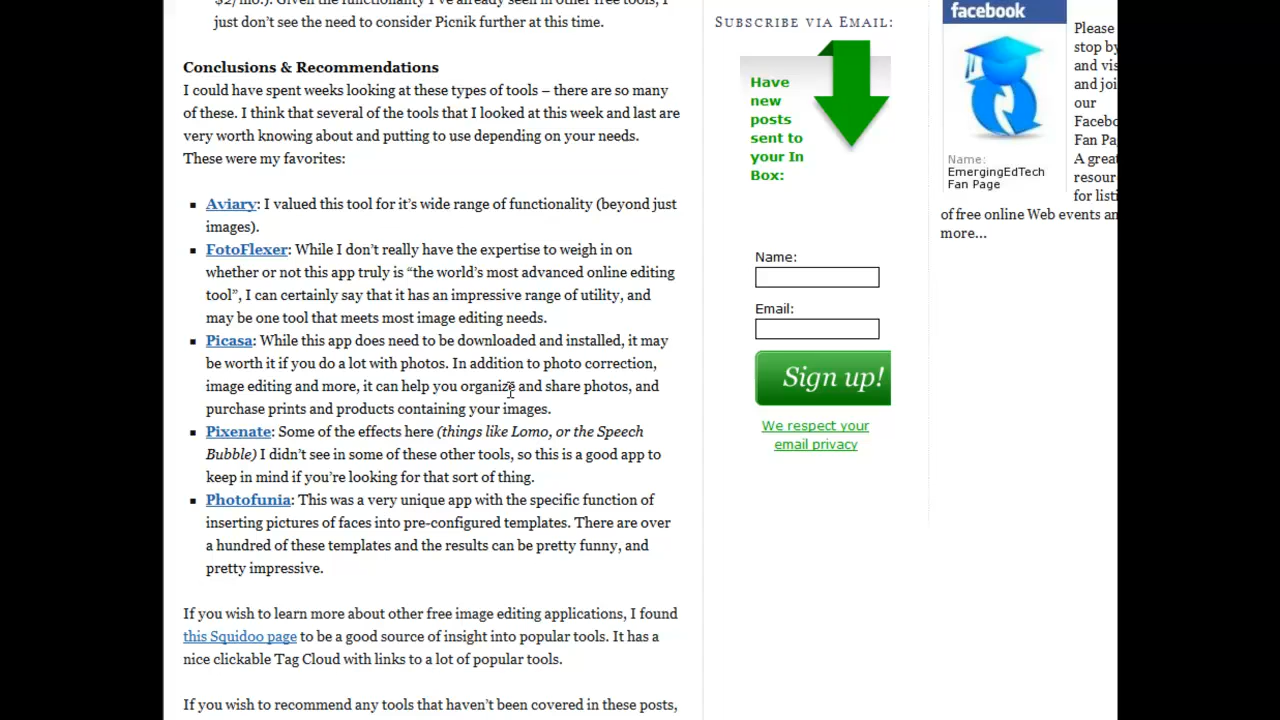 $2/mo.). Given the functionality I've already seen in other free tools, I
just don't see the need to consider Picnik further at this time.
Conclusions & Recommendations
I could have spent weeks looking at these types of tools – there are so many
of these. I think that several of the tools that I looked at this week and last are
very worth knowing about and putting to use depending on your needs.
These were my favorites:
Aviary: I valued this tool for it's wide range of functionality (beyond just
images).
FotoFlexer: While I don't really have the expertise to weigh in on
whether or not this app truly is “the world's most advanced online editing
tool”, I can certainly say that it has an impressive range of utility, and
may be one tool that meets most image editing needs.
Picasa: While this app does need to be downloaded and installed, it may
be worth it if you do a lot with photos. In addition to photo correction,
image editing and more, it can help you organize and share photos, and
purchase prints and products containing your images.
Pixenate: Some of the effects here (things like Lomo, or the Speech
Bubble) I didn't see in some of these other tools, so this is a good app to
keep in mind if you're looking for that sort of thing.
Photofunia: This was a very unique app with the specific function of
inserting pictures of faces into pre-configured templates. There are over
a hundred of these templates and the results can be pretty funny, and
pretty impressive.
If you wish to learn more about other free image editing applications, I found
this Squidoo page to be a good source of insight into popular tools. It has a
nice clickable Tag Cloud with links to a lot of popular tools.
If you wish to recommend any tools that haven't been covered in these posts,
Subscribe via Email:
Have
new
posts
sent to
your In
Box:
Name:
Email:
Sign up!
We respect your
email privacy
facebook
Name:
EmergingEdTech
Fan Page
Please
stop by
and vis
and joi
our
Facebo
Fan Pa
A great
resour
for listi
of free online Web events an
more...